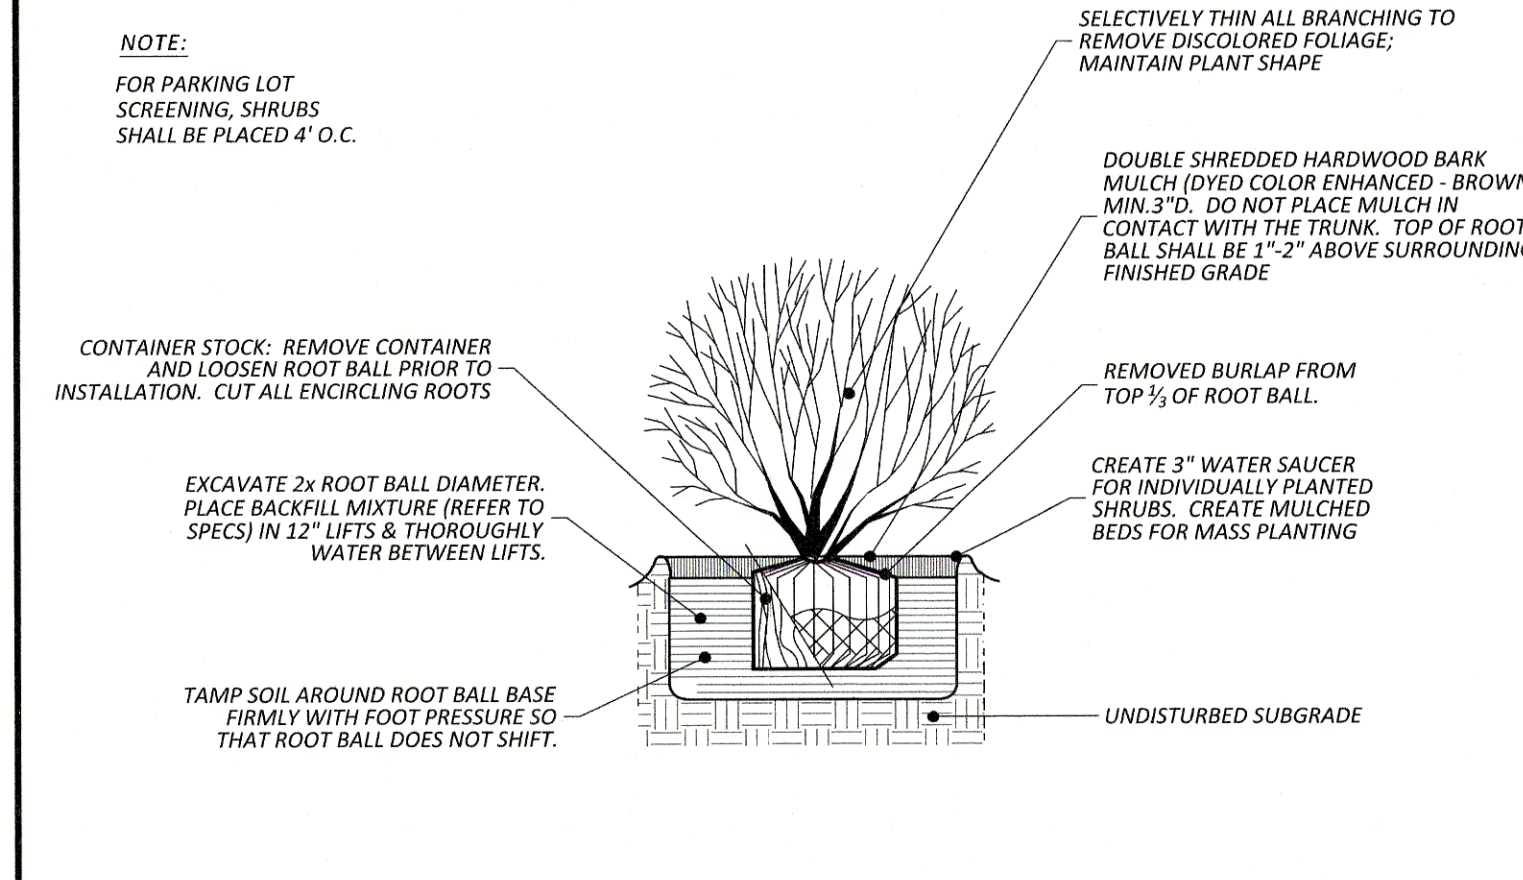 NOTE:
FOR PARKING LOT
SCREENING, SHRUBS
SHALL BE PLACED 4' O.C.
SELECTIVELY THIN ALL BRANCHING TO
REMOVE DISCOLORED FOLIAGE;
MAINTAIN PLANT SHAPE
DOUBLE SHREDDED HARDWOOD BARK
MULCH (DYED COLOR ENHANCED - BROWN
MIN.3"D. DO NOT PLACE MULCH IN
CONTACT WITH THE TRUNK. TOP OF ROOT
BALL SHALL BE 1"-2" ABOVE SURROUNDING
FINISHED GRADE
CONTAINER STOCK: REMOVE CONTAINER
AND LOOSEN ROOT BALL PRIOR TO
INSTALLATION. CUT ALL ENCIRCLING ROOTS
REMOVED BURLAP FROM
TOP 1/3 OF ROOT BALL.
EXCAVATE 2x ROOT BALL DIAMETER.
PLACE BACKFILL MIXTURE (REFER TO
SPECS) IN 12" LIFTS & THOROUGHLY
WATER BETWEEN LIFTS.
CREATE 3" WATER SAUCER
FOR INDIVIDUALLY PLANTED
SHRUBS. CREATE MULCHED
BEDS FOR MASS PLANTING
TAMP SOIL AROUND ROOT BALL BASE
FIRMLY WITH FOOT PRESSURE SO
THAT ROOT BALL DOES NOT SHIFT.
UNDISTURBED SUBGRADE